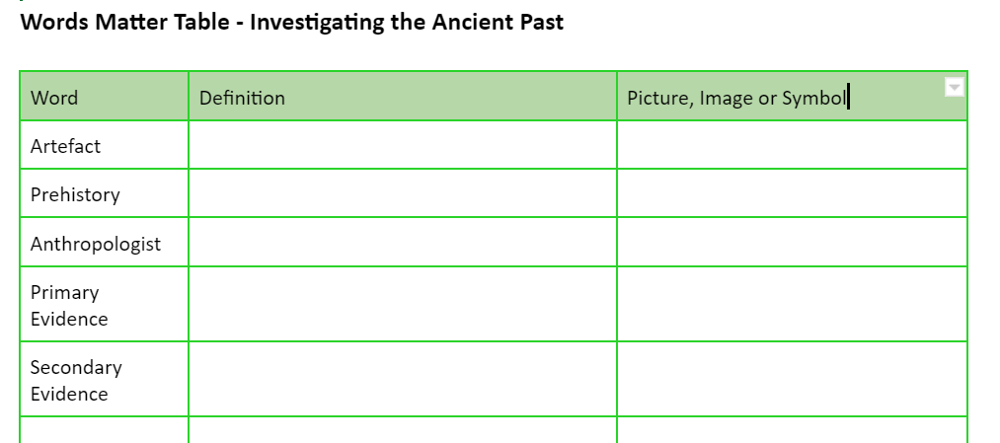 Words Matter Table - Investigating the Ancient Past
Word Definition Picture, Image or Symbol
Artefact
Prehistory
Anthropologist
Primary
Evidence
Secondary
Evidence